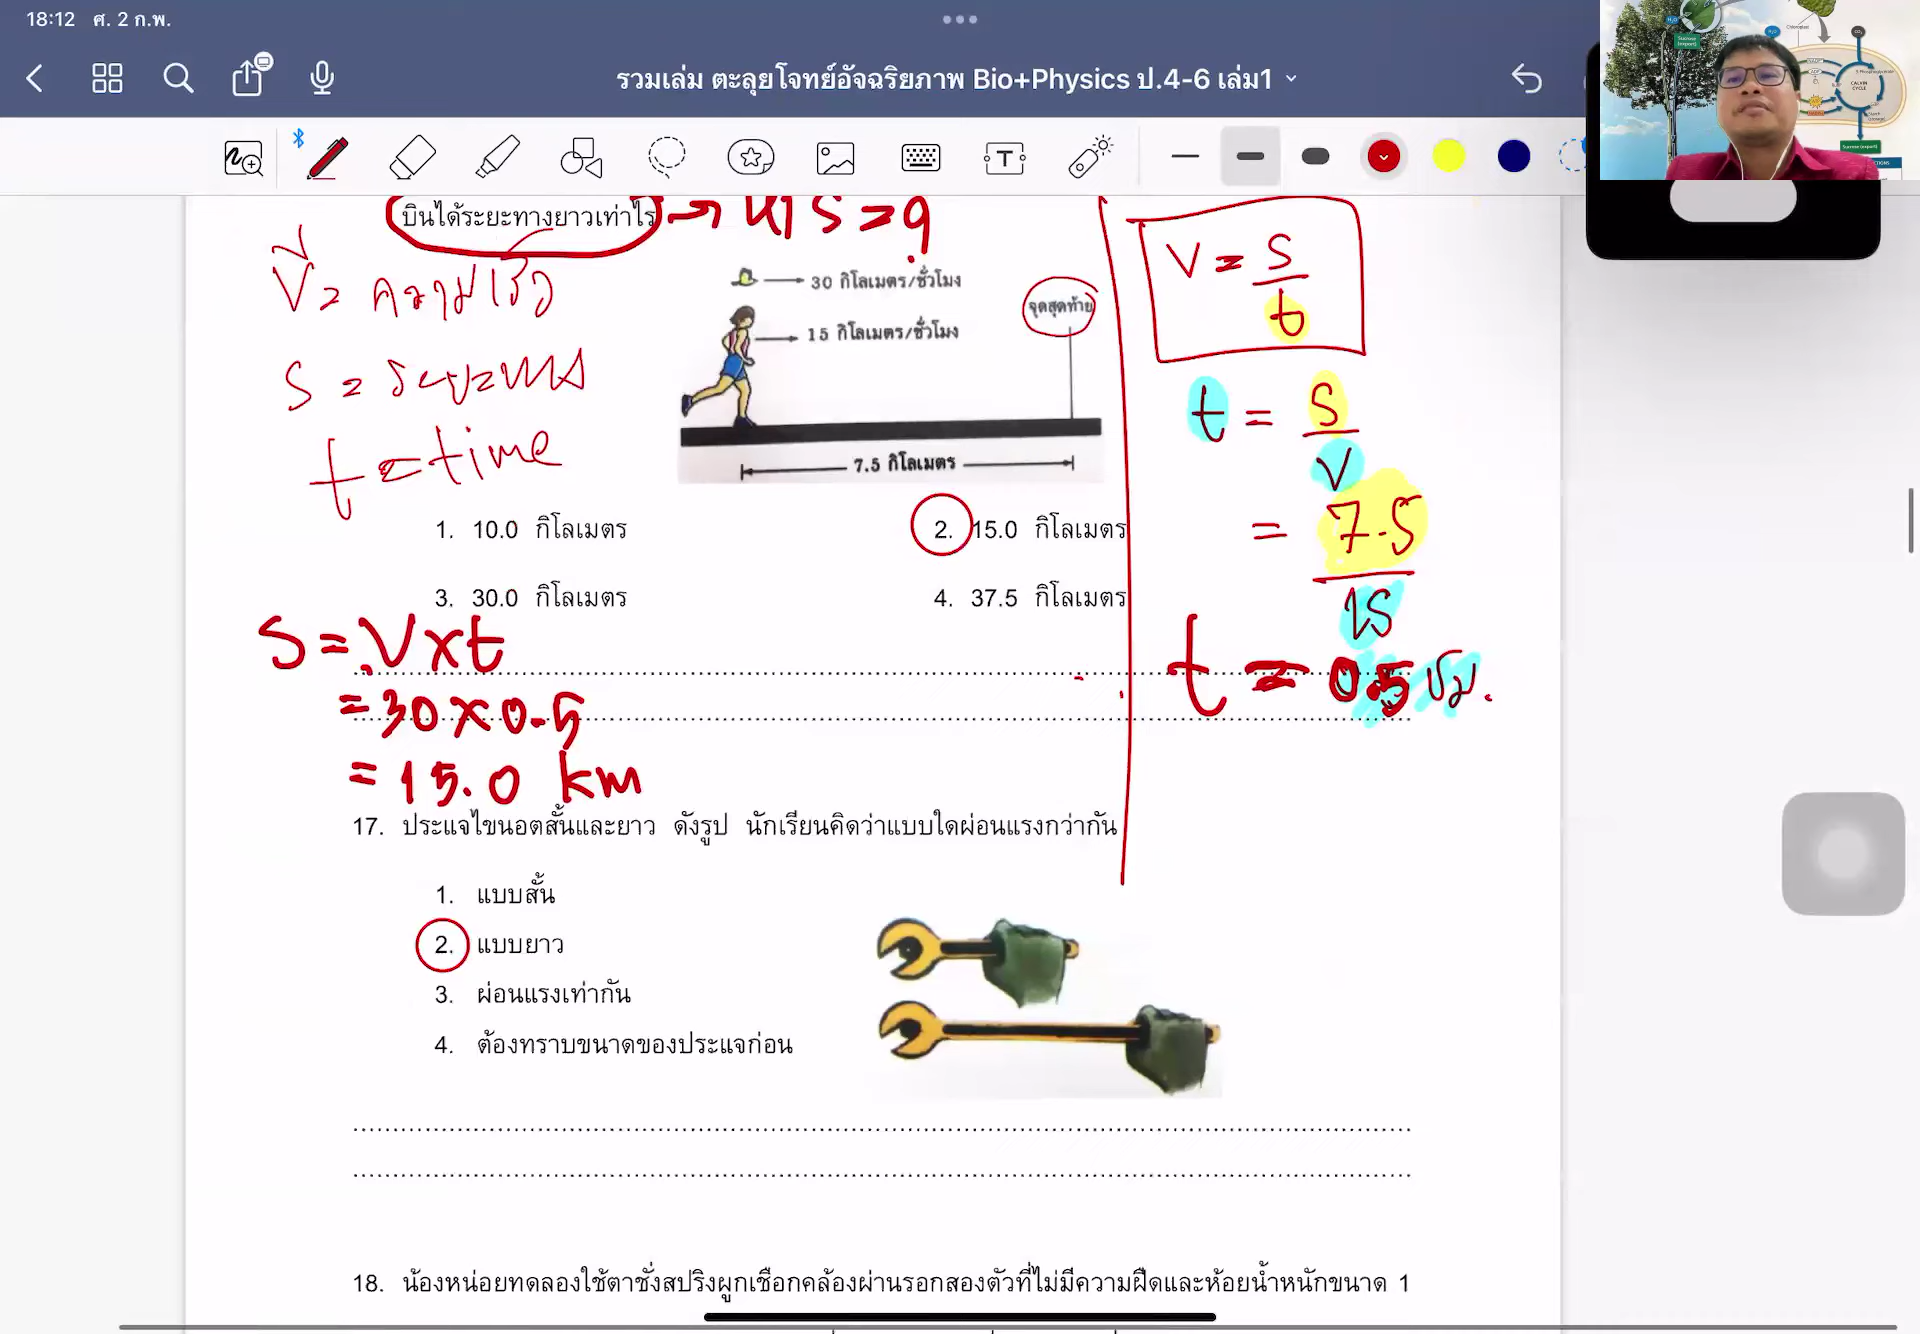 18:12 ศ. 2 ก.พ.
รวมเล่ม ตะลุยโจทย์อัจฉริยภาพ Bio+Physics ป.4-6 เล่ม1
บินได้ระยะทางยาวเท่าไร → หา S = ?
V = ความเร็ว
S = ระยะทาง
t = time
30 กิโลเมตร/ชั่วโมง
15 กิโลเมตร/ชั่วโมง
จุดสุดท้าย
7.5 กิโลเมตร
V = S/t
t = S/V
= 7.5/15
t = 0.5 ชม.
1. 10.0 กิโลเมตร
2. 15.0 กิโลเมตร
3. 30.0 กิโลเมตร
4. 37.5 กิโลเมตร
S = V x t
= 30 x 0.5
= 15.0 km
17. ประแจไขนอตสั้นและยาว ดังรูป นักเรียนคิดว่าแบบใดผ่อนแรงกว่ากัน
1. แบบสั้น
2. แบบยาว
3. ผ่อนแรงเท่ากัน
4. ต้องทราบขนาดของประแจก่อน
18. น้องหน่อยทดลองใช้ตาชั่งสปริงผูกเชือกคล้องผ่านรอกสองตัวที่ไม่มีความฝืดและห้อยน้ำหนักขนาด 1